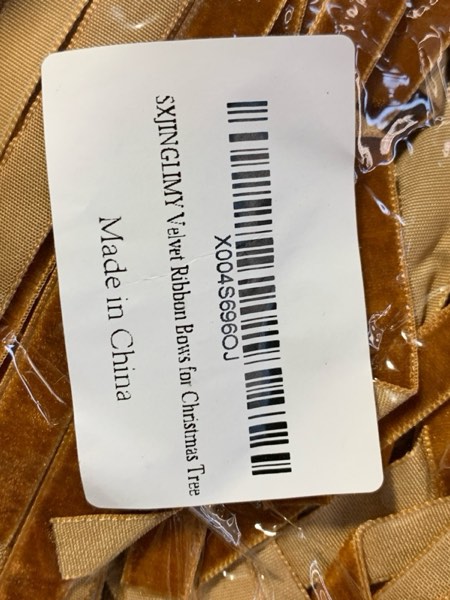 X004S696OJ
SXJINGLIMY Velvet Ribbon Bows for Christmas Tree
Made in China